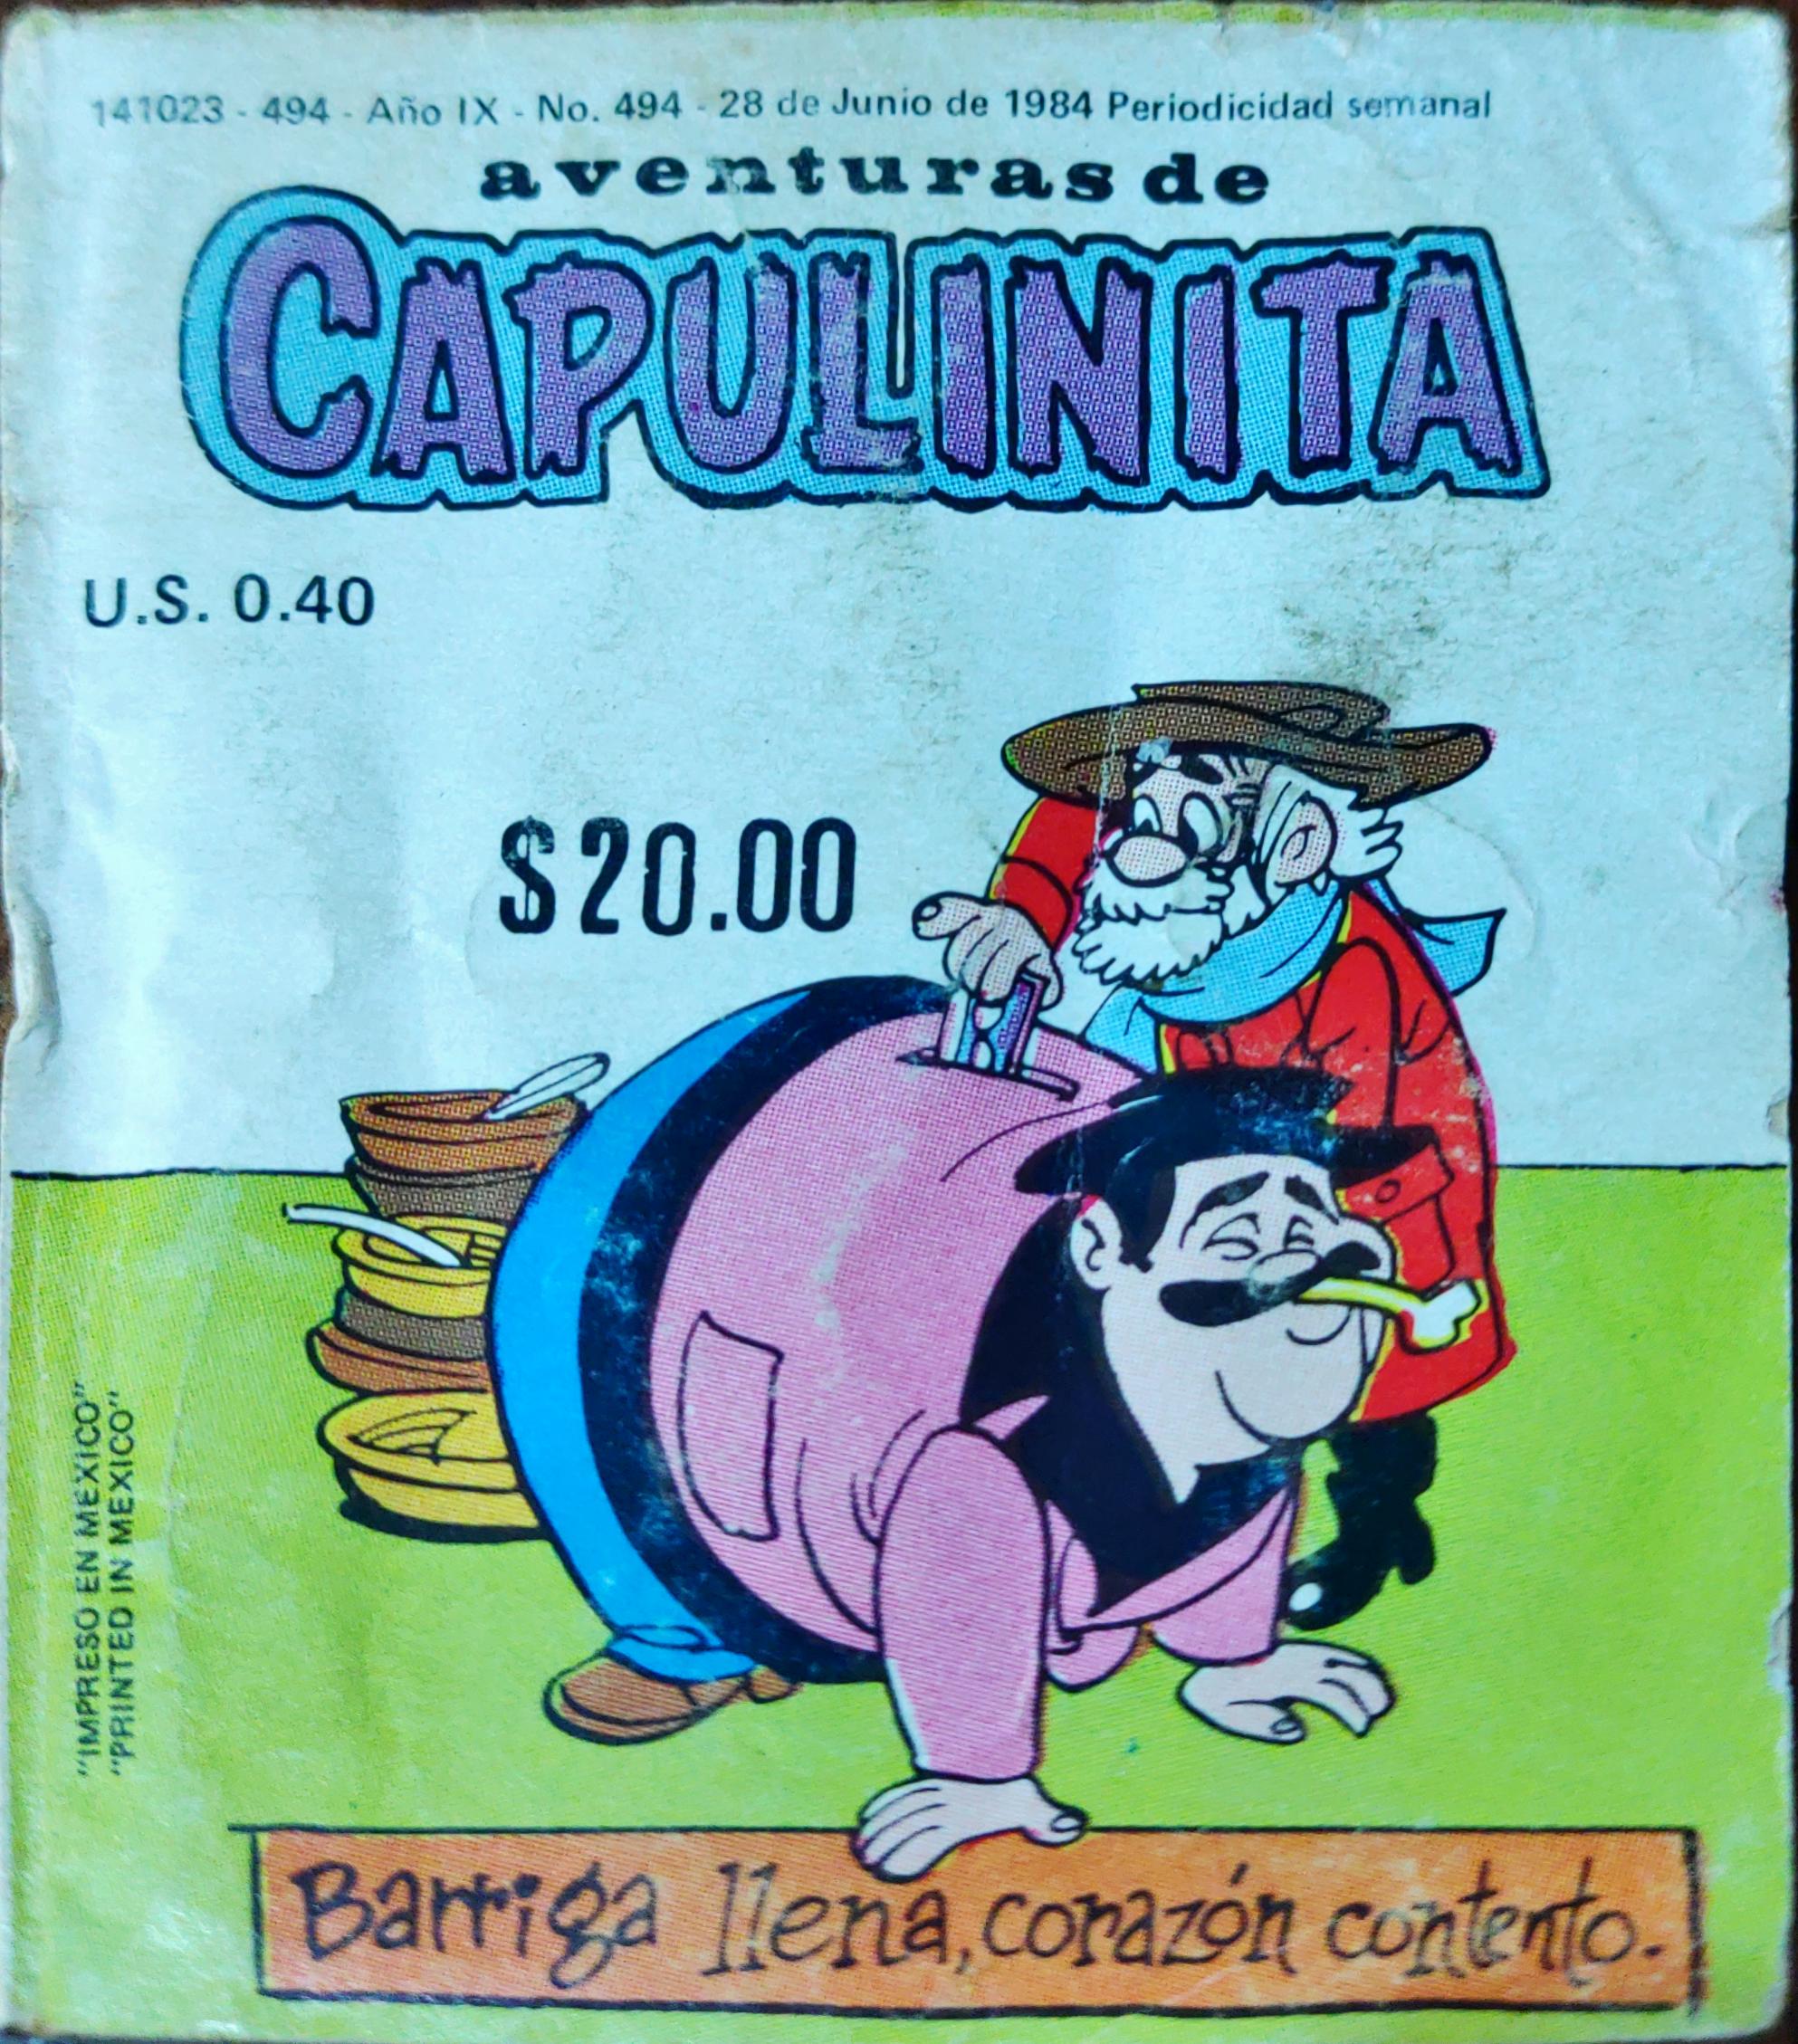 141023 - 494 - Año IX - No. 494 - 28 de Junio de 1984 Periodicidad semanal
aventuras de
CAPULINITA
U.S. 0.40
$20.00
"IMPRESO EN MEXICO"
"PRINTED IN MEXICO"
Barriga llena, corazón contento.